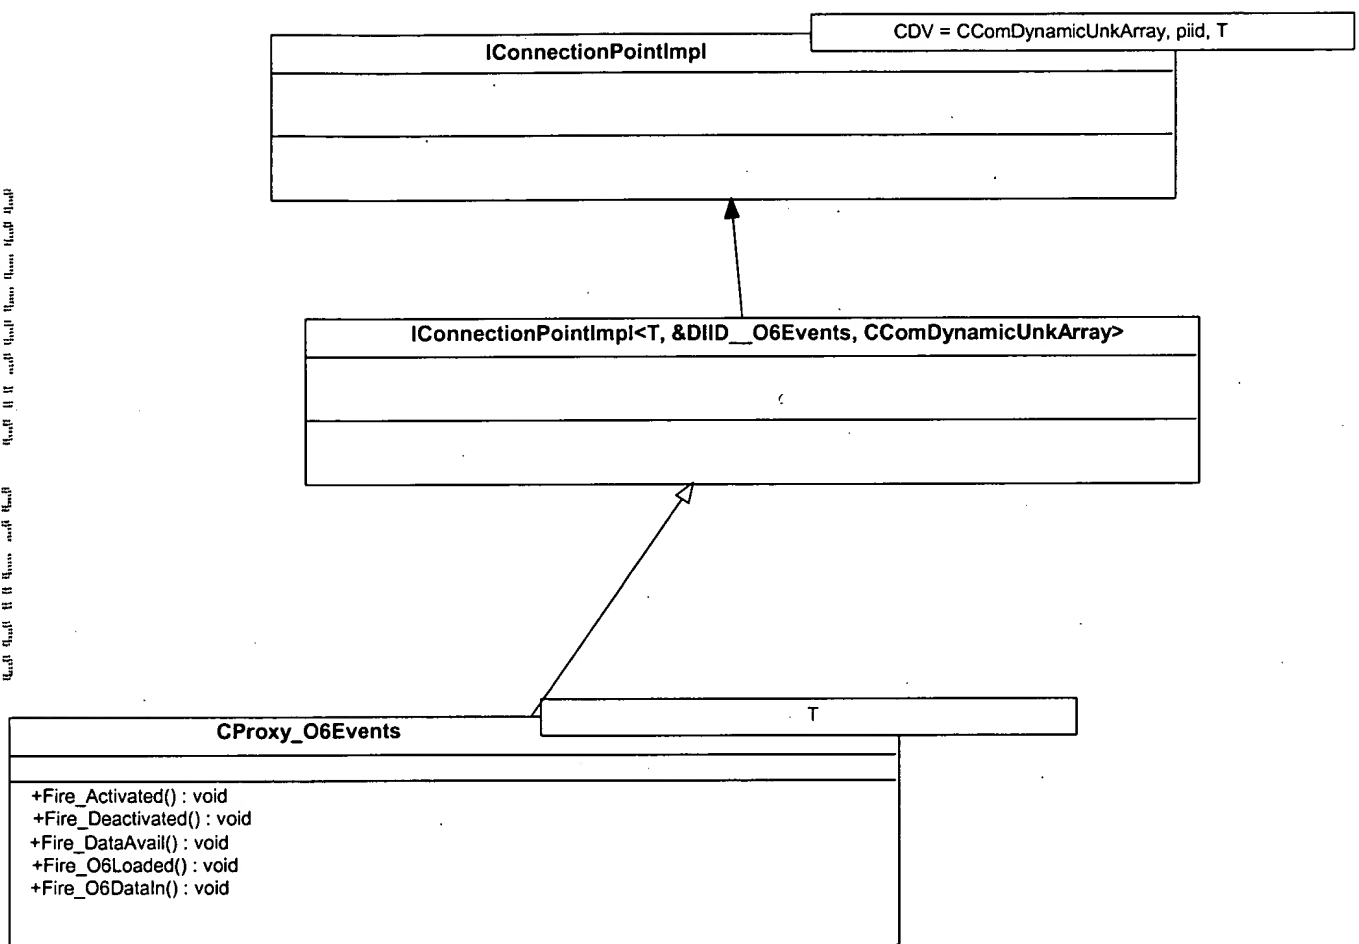 CDV = CComDynamicUnkArray, piid, T
IConnectionPointImpl
IConnectionPointImpl<T, &DIID__O6Events, CComDynamicUnkArray>
T
CProxy_O6Events
+Fire_Activated() : void
+Fire_Deactivated() : void
+Fire_DataAvail() : void
+Fire_O6Loaded() : void
+Fire_O6DataIn() : void